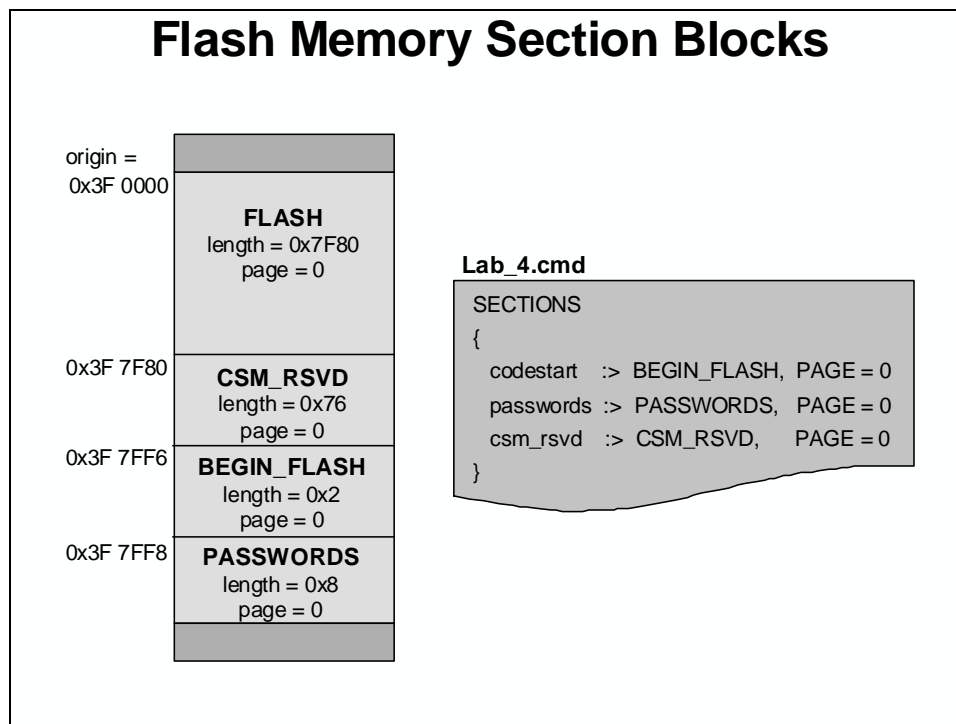 Flash Memory Section Blocks
origin =
0x3F 0000
FLASH
length = 0x7F80
page = 0
0x3F 7F80
CSM_RSVD
length = 0x76
page = 0
0x3F 7FF6
BEGIN_FLASH
length = 0x2
page = 0
0x3F 7FF8
PASSWORDS
length = 0x8
page = 0
Lab_4.cmd
SECTIONS
{
codestart :> BEGIN_FLASH, PAGE = 0
passwords :> PASSWORDS, PAGE = 0
csm_rsvd :> CSM_RSVD, PAGE = 0
}